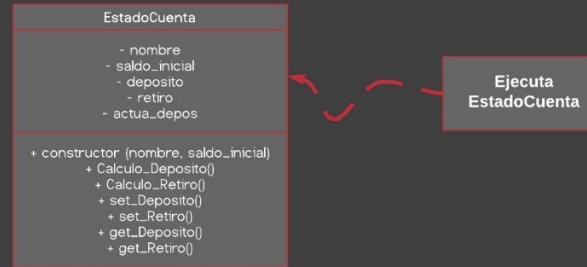 EstadoCuenta
- nombre
- saldo_inicial
- deposito
- retiro
- actua_depos
+ constructor (nombre, saldo_inicial)
+ Calculo_Deposito()
+ Calculo_Retiro()
+ set_Deposito()
+ set_Retiro()
+ get_Deposito()
+ get_Retiro()
Ejecuta
EstadoCuenta